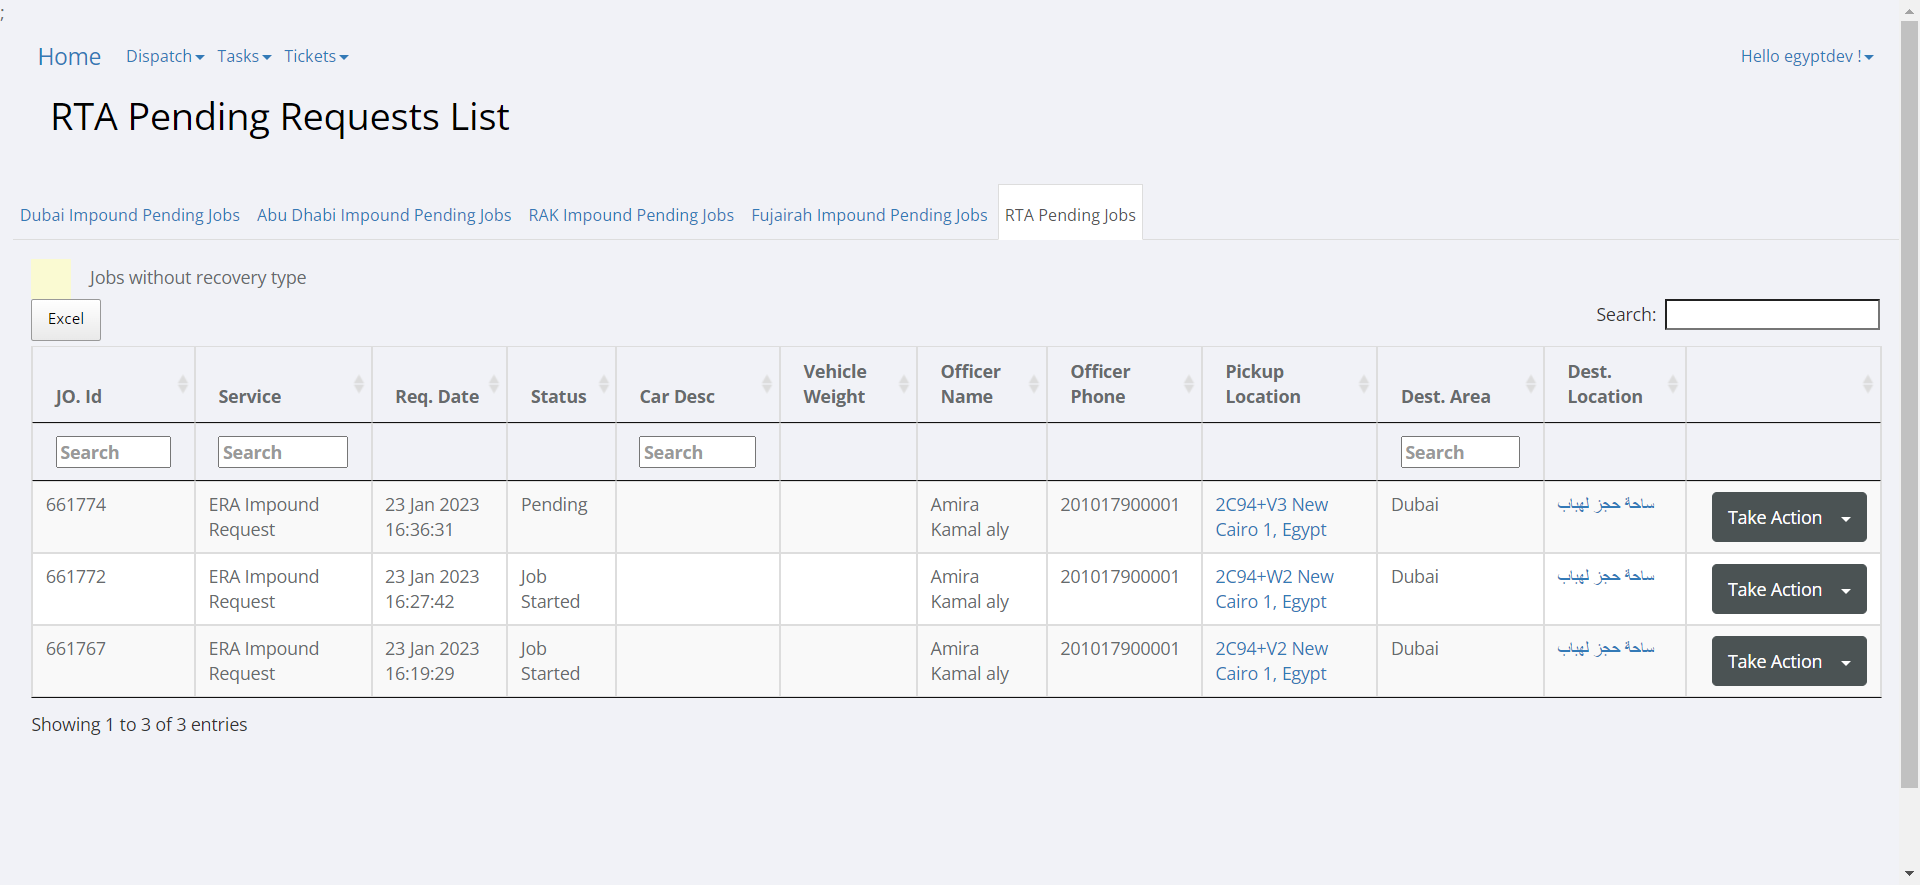 ;
Home Dispatch Tasks Tickets Hello egyptdev !
RTA Pending Requests List
Dubai Impound Pending Jobs Abu Dhabi Impound Pending Jobs RAK Impound Pending Jobs Fujairah Impound Pending Jobs RTA Pending Jobs
Jobs without recovery type
Excel
Search:
JO. Id
Service
Req. Date
Status
Car Desc
Vehicle
Weight
Officer
Name
Officer
Phone
Pickup
Location
Dest. Area
Dest.
Location
Search
Search
Search
Search
661774
ERA Impound
Request
23 Jan 2023
16:36:31
Pending
Amira
Kamal aly
201017900001
2C94+V3 New
Cairo 1, Egypt
Dubai
ساحة حجز لهباب
Take Action
661772
ERA Impound
Request
23 Jan 2023
16:27:42
Job
Started
Amira
Kamal aly
201017900001
2C94+W2 New
Cairo 1, Egypt
Dubai
ساحة حجز لهباب
Take Action
661767
ERA Impound
Request
23 Jan 2023
16:19:29
Job
Started
Amira
Kamal aly
201017900001
2C94+V2 New
Cairo 1, Egypt
Dubai
ساحة حجز لهباب
Take Action
Showing 1 to 3 of 3 entries